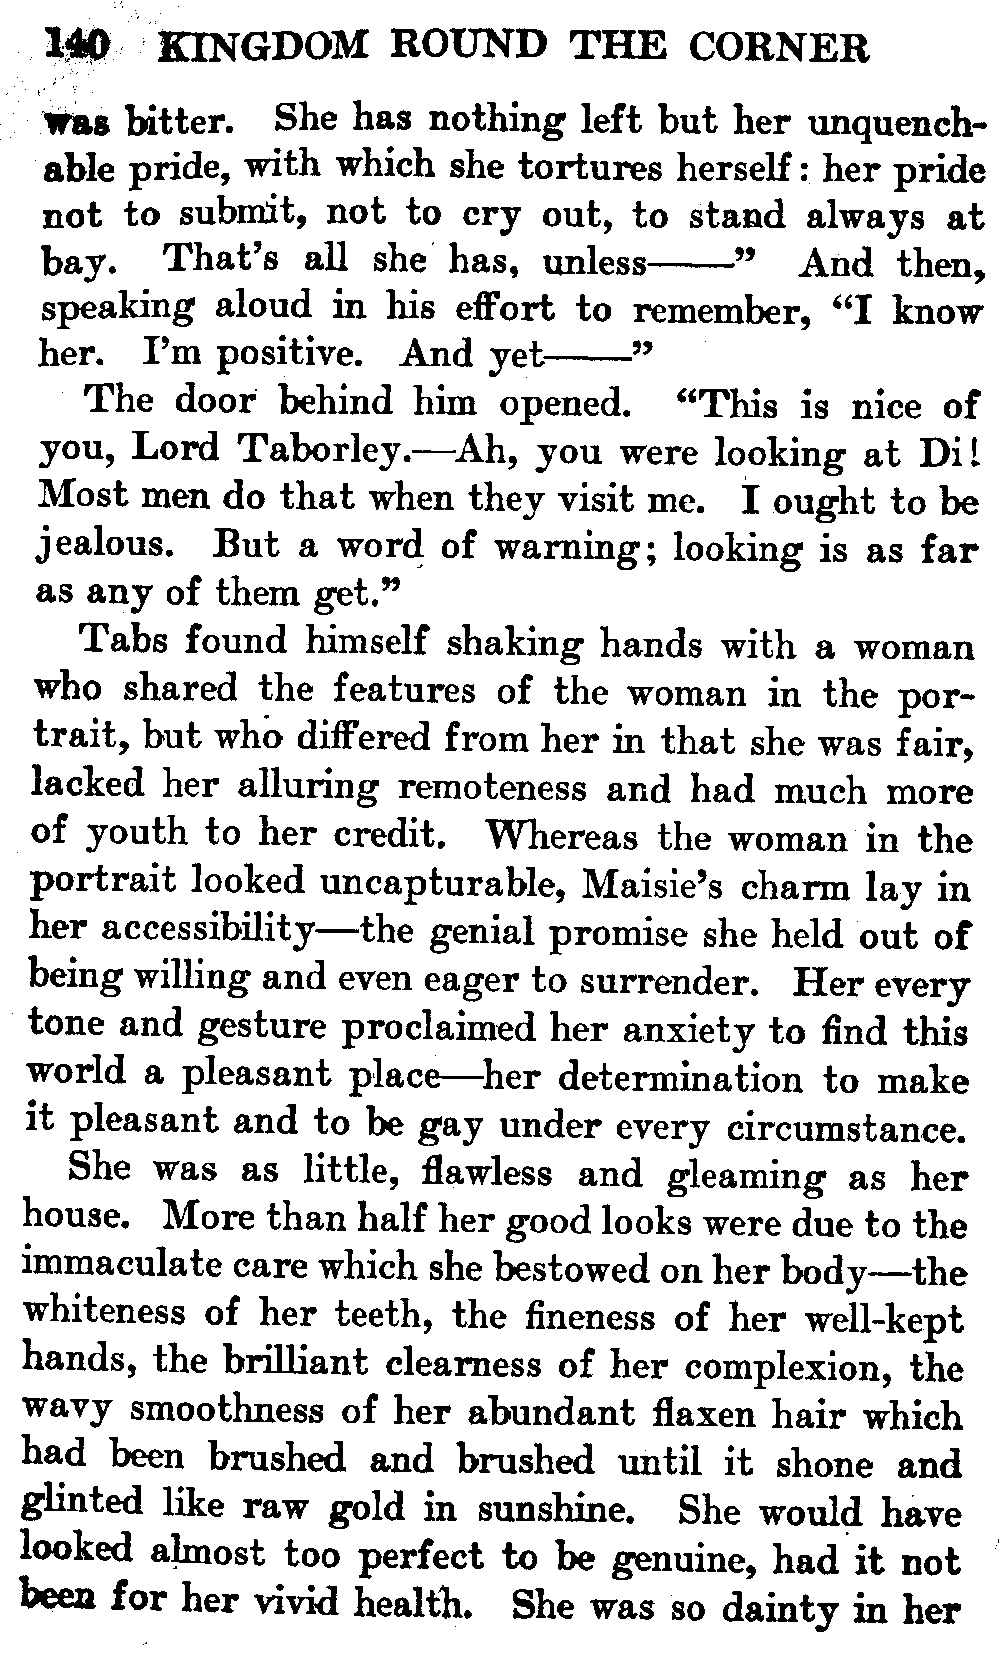 140 KINGDOM ROUND THE CORNER
was bitter. She has nothing left but her unquench-
able pride, with which she tortures herself: her pride
not to submit, not to cry out, to stand always at
bay. That's all she has, unless——" And then,
speaking aloud in his effort to remember, "I know
her. I'm positive. And yet——"
The door behind him opened. "This is nice of
you, Lord Taborley.—Ah, you were looking at Di!
Most men do that when they visit me. I ought to be
jealous. But a word of warning; looking is as far
as any of them get."
Tabs found himself shaking hands with a woman
who shared the features of the woman in the por-
trait, but who differed from her in that she was fair,
lacked her alluring remoteness and had much more
of youth to her credit. Whereas the woman in the
portrait looked uncapturable, Maisie's charm lay in
her accessibility—the genial promise she held out of
being willing and even eager to surrender. Her every
tone and gesture proclaimed her anxiety to find this
world a pleasant place—her determination to make
it pleasant and to be gay under every circumstance.
She was as little, flawless and gleaming as her
house. More than half her good looks were due to the
immaculate care which she bestowed on her body—the
whiteness of her teeth, the fineness of her well-kept
hands, the brilliant clearness of her complexion, the
wavy smoothness of her abundant flaxen hair which
had been brushed and brushed until it shone and
glinted like raw gold in sunshine. She would have
looked almost too perfect to be genuine, had it not
been for her vivid health. She was so dainty in her